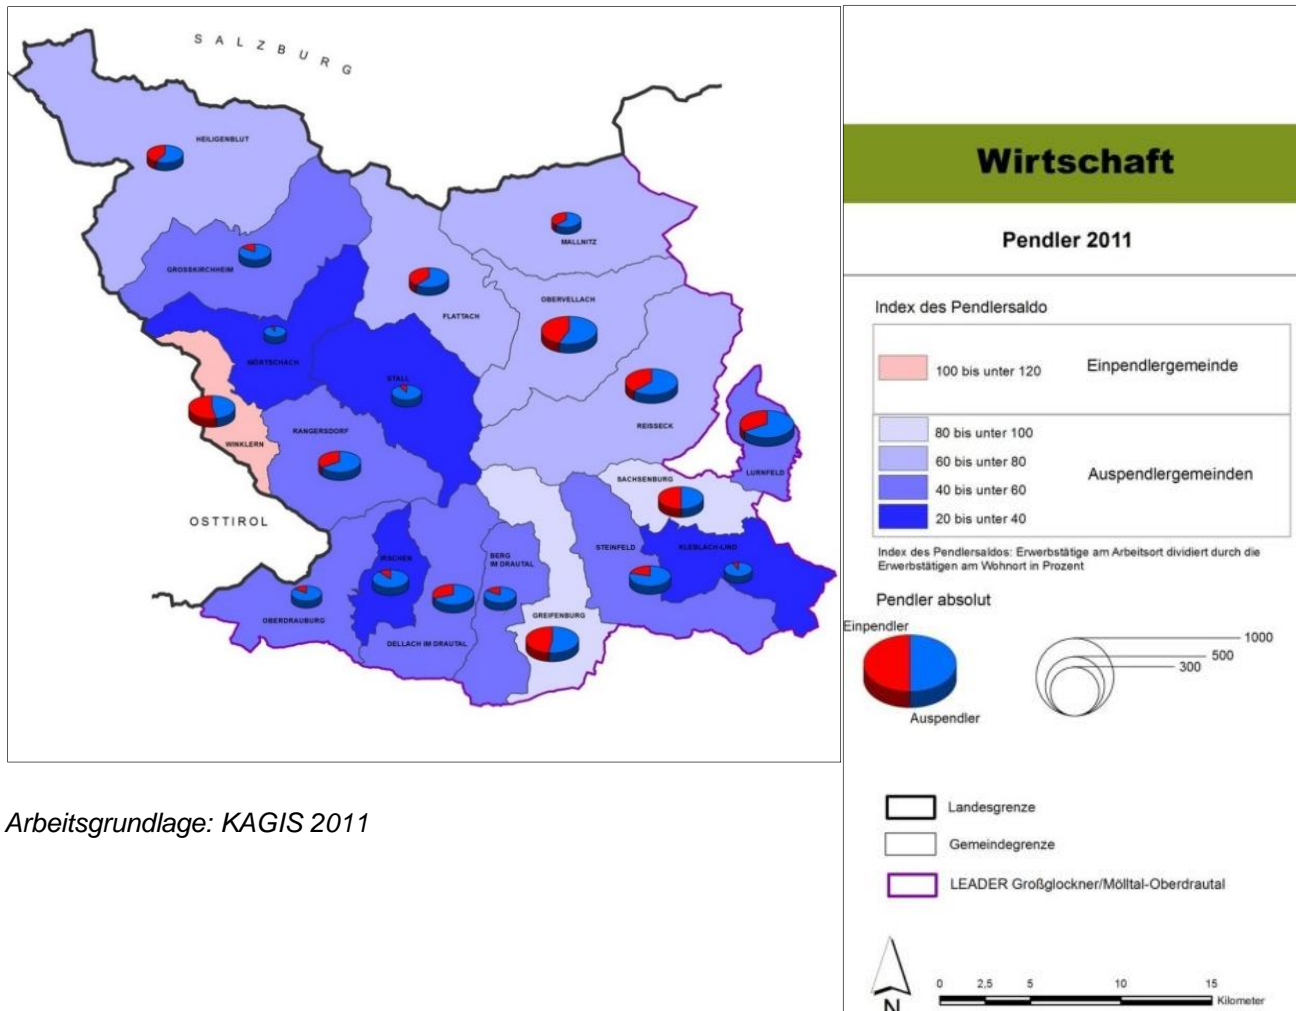 SALZBURG
HEILIGENBLUT
MALLNITZ
GROSSKIRCHHEIM
OBERVELLACH
FLATTACH
MÖRTSCHACH
STALL
REISSECK
WINKLERN
RANGERSDORF
LURNFELD
SACHSENBURG
OSTTIROL
IRSCHEN
BERG
IM DRAUTAL
STEINFELD
KLEBLACH-LIND
OBERDRAUBURG
GREIFENBURG
DELLACH IM DRAUTAL
Arbeitsgrundlage: KAGIS 2011
Wirtschaft
Pendler 2011
Index des Pendlersaldo
100 bis unter 120
Einpendlergemeinde
80 bis unter 100
60 bis unter 80
Auspendlergemeinden
40 bis unter 60
20 bis unter 40
Index des Pendlersaldos: Erwerbstätige am Arbeitsort dividiert durch die
Erwerbstätigen am Wohnort in Prozent
Pendler absolut
Einpendler
Auspendler
1000
500
300
Landesgrenze
Gemeindegrenze
LEADER Großglockner/Mölltal-Oberdrautal
N
0 2,5 5 10 15
Kilometer